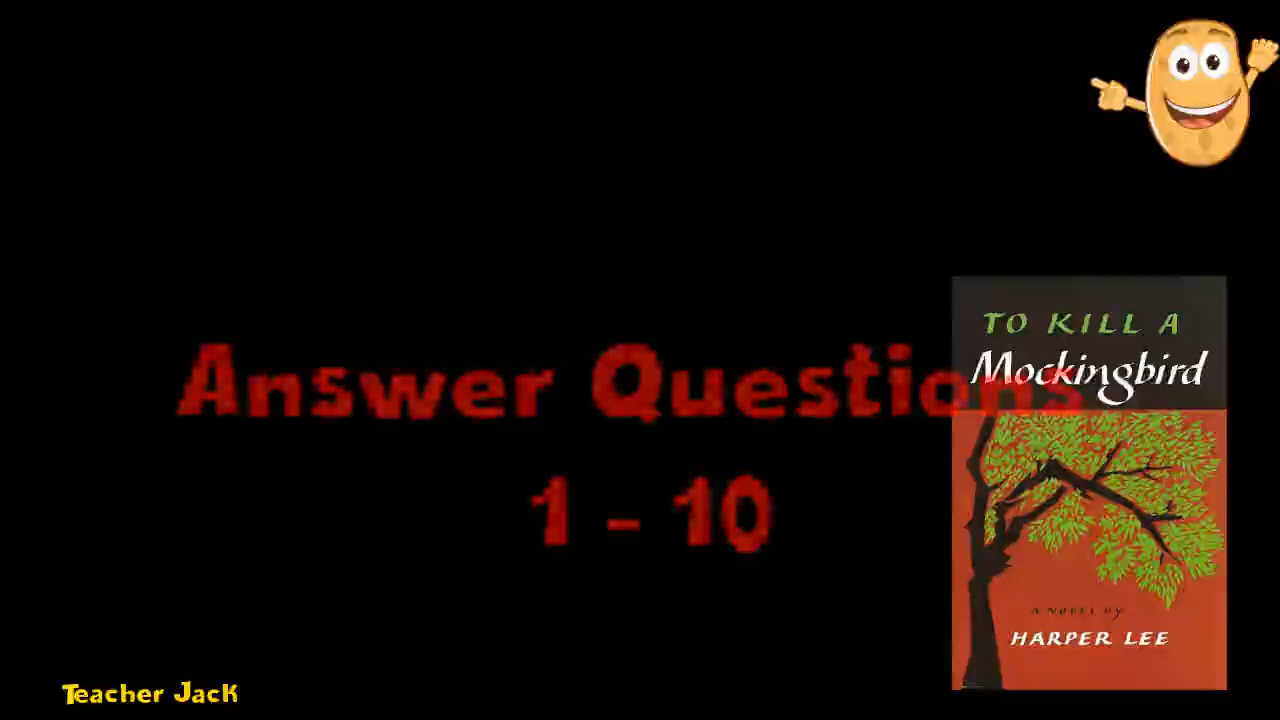 Answer Questions
1 - 10
TO KILL A
Mockingbird
A NOVEL BY
HARPER LEE
Teacher Jack